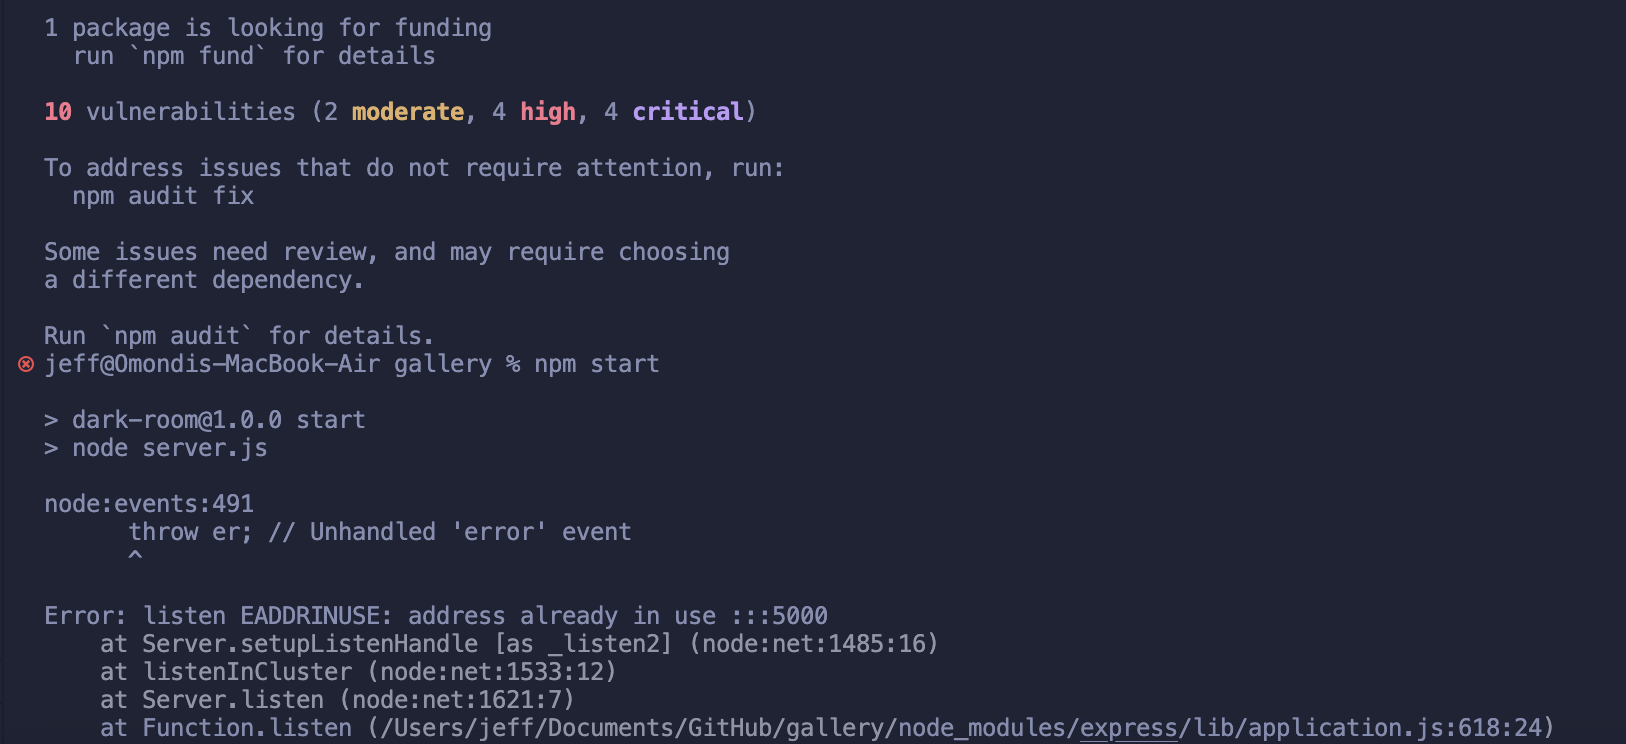 1 package is looking for funding
  run `npm fund` for details

10 vulnerabilities (2 moderate, 4 high, 4 critical)

To address issues that do not require attention, run:
  npm audit fix

Some issues need review, and may require choosing
a different dependency.

Run `npm audit` for details.
jeff@Omondis-MacBook-Air gallery % npm start

> dark-room@1.0.0 start
> node server.js

node:events:491
      throw er; // Unhandled 'error' event
      ^

Error: listen EADDRINUSE: address already in use :::5000
    at Server.setupListenHandle [as _listen2] (node:net:1485:16)
    at listenInCluster (node:net:1533:12)
    at Server.listen (node:net:1621:7)
    at Function.listen (/Users/jeff/Documents/GitHub/gallery/node_modules/express/lib/application.js:618:24)